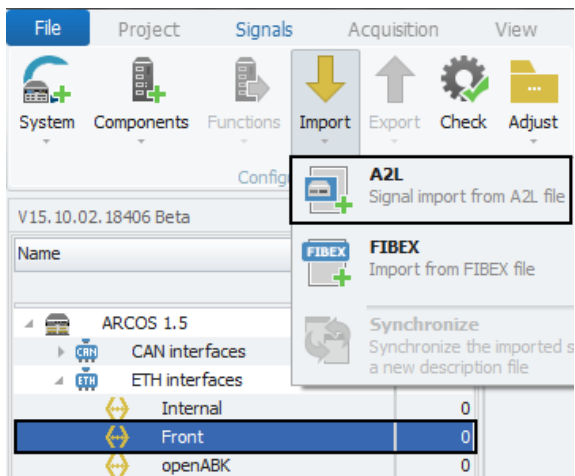 File Project Signals Acquisition View
System Components Functions Import Export Check Adjust
Config
A2L
Signal import from A2L file
FIBEX
FIBEX
Import from FIBEX file
Synchronize
Synchronize the imported s
a new description file
V15.10.02.18406 Beta
Name
ARCOS 1.5
CAN CAN interfaces
ETH ETH interfaces
Internal 0
Front 0
openABK 0